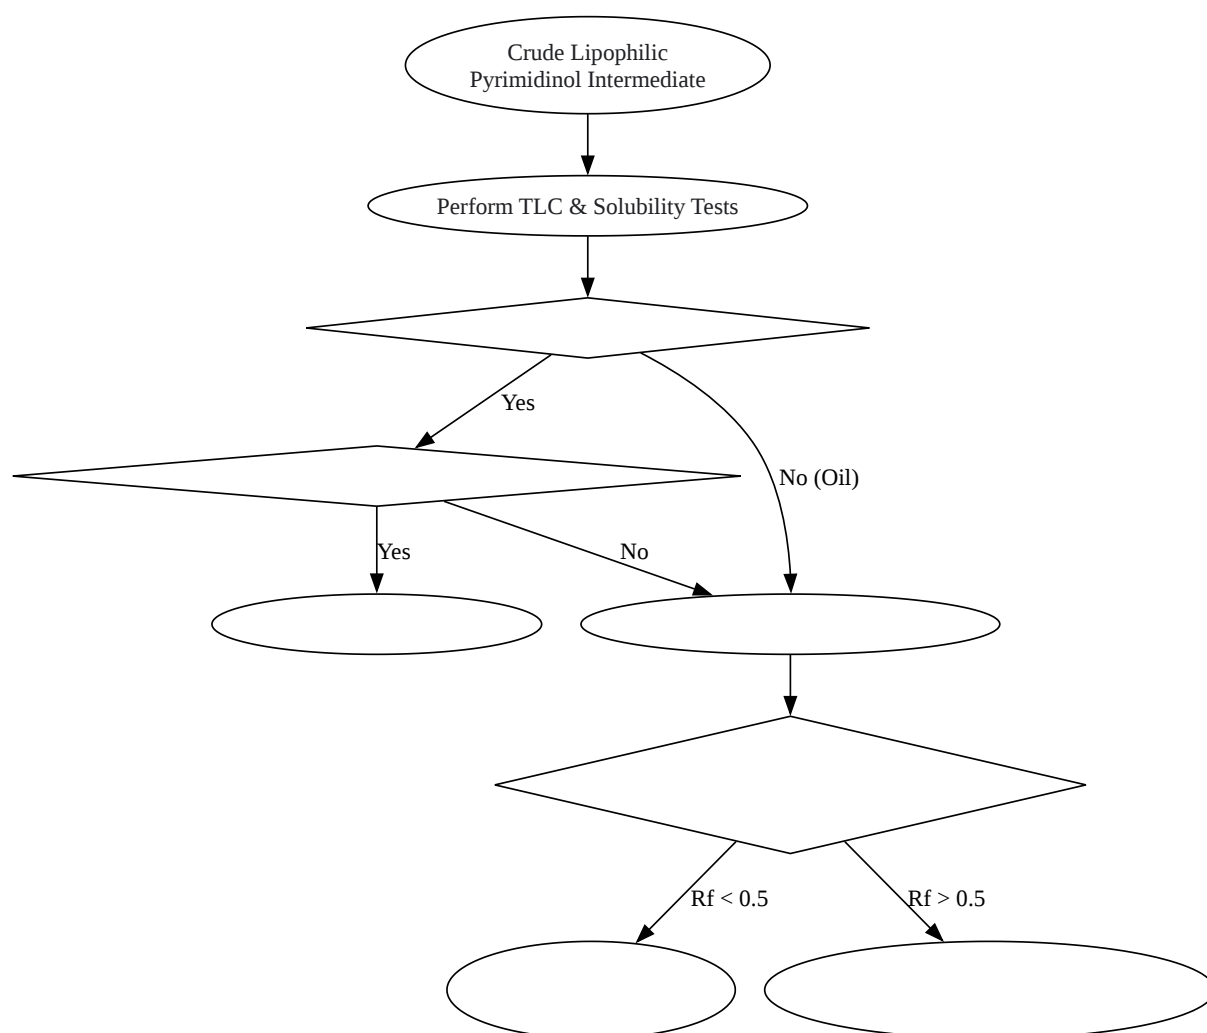 Crude Lipophilic
Pyrimidinol Intermediate
Perform TLC & Solubility Tests
Yes
No (Oil)
Yes
No
Rf < 0.5
Rf > 0.5